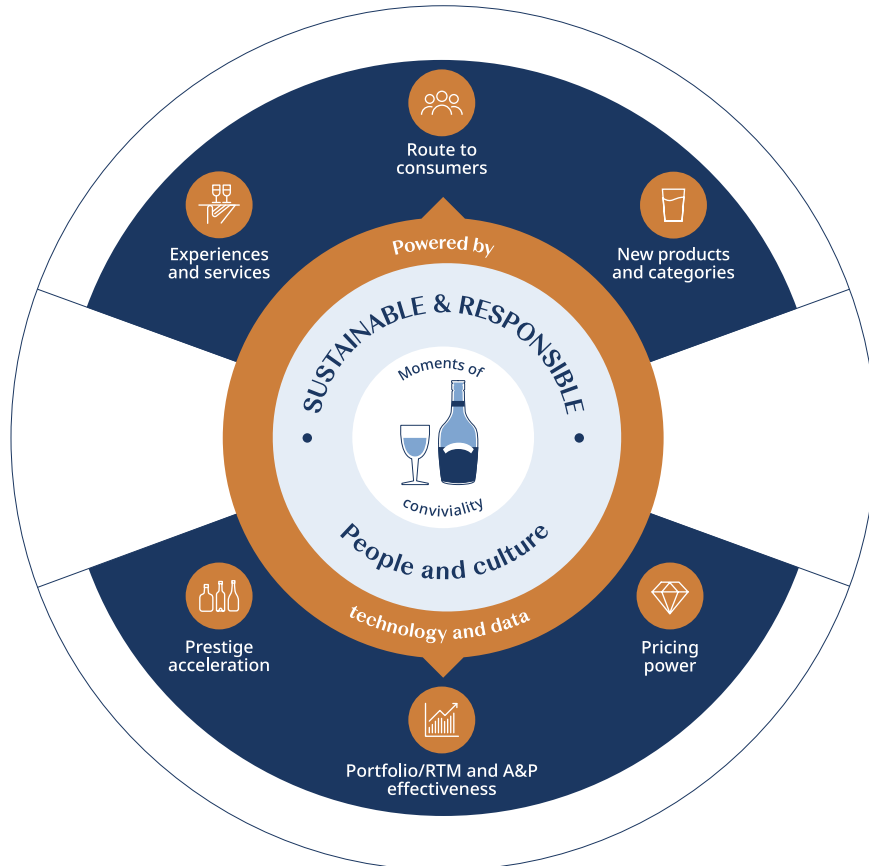 Route to
consumers
Experiences
and services
New products
and categories
Powered by
SUSTAINABLE & RESPONSIBLE
Moments of
conviviality
People and culture
technology and data
Prestige
acceleration
Pricing
power
Portfolio/RTM and A&P
effectiveness